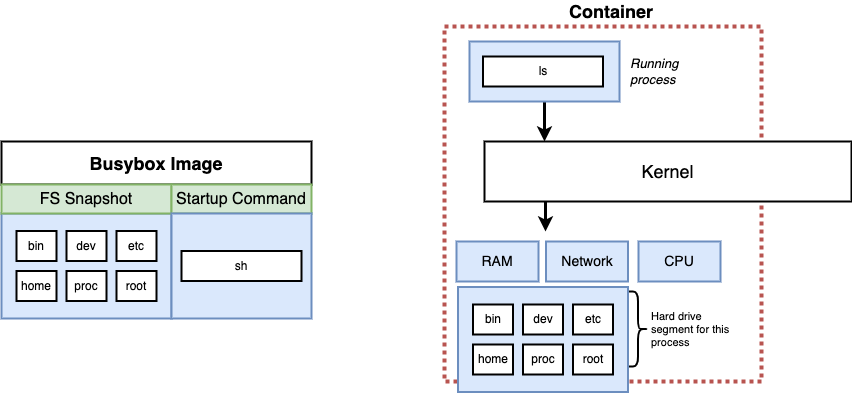 Container
ls
Running
process
Busybox Image
Kernel
FS Snapshot
Startup Command
bin
dev
etc
sh
home
proc
root
RAM
Network
CPU
bin
dev
etc
Hard drive
segment for this
process
home
proc
root